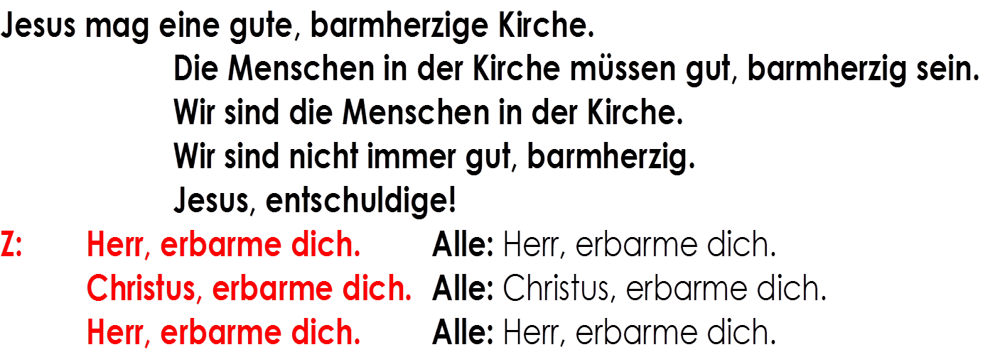 Jesus mag eine gute, barmherzige Kirche.
Die Menschen in der Kirche müssen gut, barmherzig sein.
Wir sind die Menschen in der Kirche.
Wir sind nicht immer gut, barmherzig.
Jesus, entschuldige!
Z: Herr, erbarme dich. Alle: Herr, erbarme dich.
Christus, erbarme dich. Alle: Christus, erbarme dich.
Herr, erbarme dich. Alle: Herr, erbarme dich.